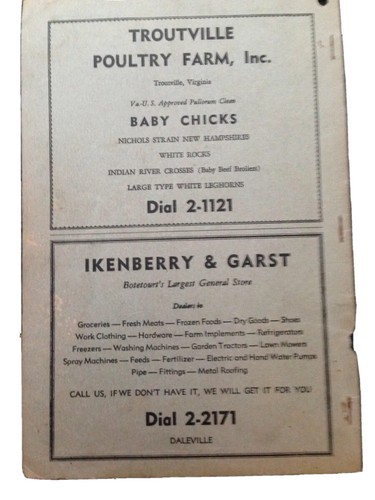 TROUTVILLE
POULTRY FARM, Inc.
Troutville, Virginia
Va-U. S. Approved Pullorum Clean
BABY CHICKS
NICHOLS STRAIN NEW HAMPSHIRES
WHITE ROCKS
INDIAN RIVER CROSSES (Baby Beef Broilers)
LARGE TYPE WHITE LEGHORNS
Dial 2-1121
IKENBERRY & GARST
Botetourt's Largest General Store
Dealers in
Groceries — Fresh Meats — Frozen Foods — Dry Goods — Shoes
Work Clothing — Hardware — Farm Implements — Refrigerators
Freezers — Washing Machines — Garden Tractors — Lawn Mowers
Spray Machines — Feeds — Fertilizer — Electric and Hand Water Pumps
Pipe — Fittings — Metal Roofing
CALL US, IF WE DON'T HAVE IT, WE WILL GET IT FOR YOU
Dial 2-2171
DALEVILLE